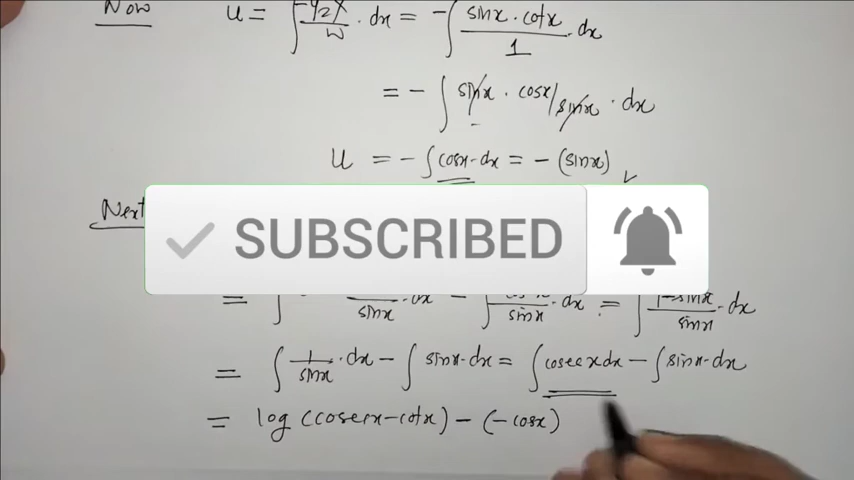 Now u = ∫ -y₂X/W · dx = -∫ sinx · cotx / 1 · dx
= - ∫ sinx · cosx/sinx · dx
u = - ∫ cosx · dx = - (sinx)
Next
SUBSCRIBED
= ∫ sinx · dx = ∫ sinx · dx = ∫ 1-sin²x / sinx · dx
= ∫ 1/sinx · dx - ∫ sinx · dx = ∫ cosecx dx - ∫ sinx · dx
= log (cosecx - cotx) - (-cosx)